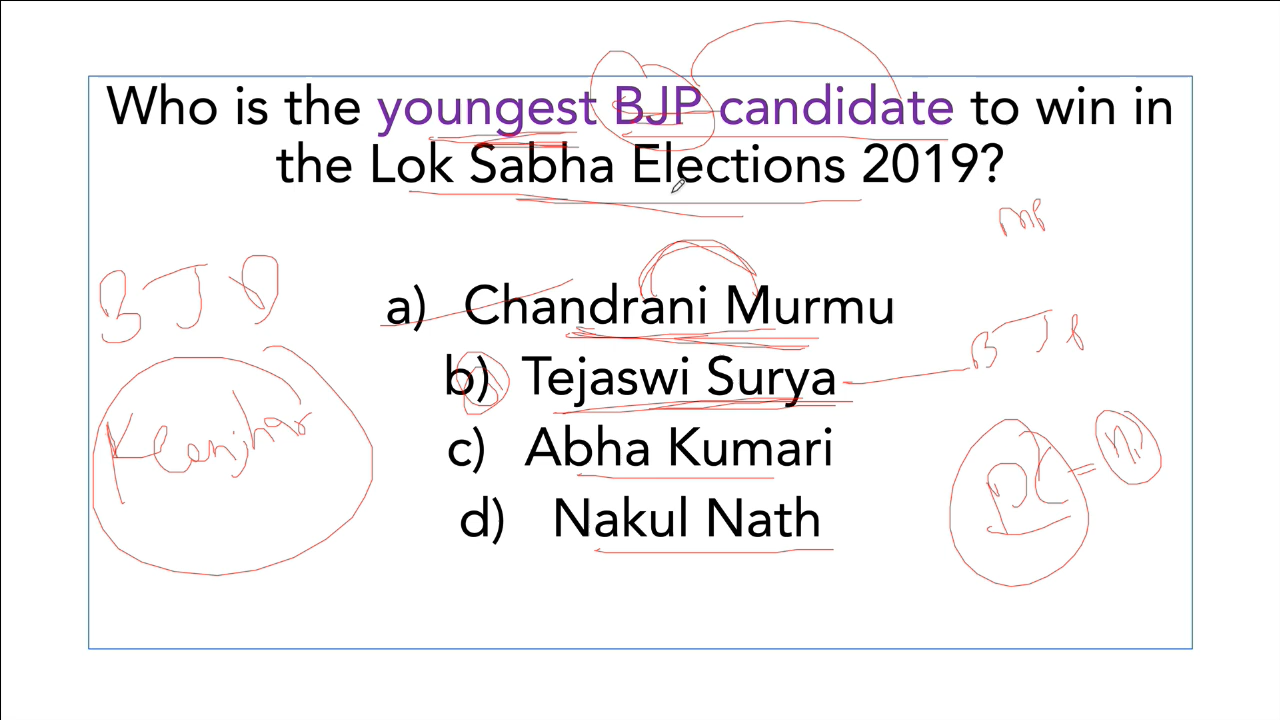 Who is the youngest BJP candidate to win in
the Lok Sabha Elections 2019?
MP
BJD
a) Chandrani Murmu
BJP
b) Tejaswi Surya
Keonjhar
c) Abha Kumari
d) Nakul Nath